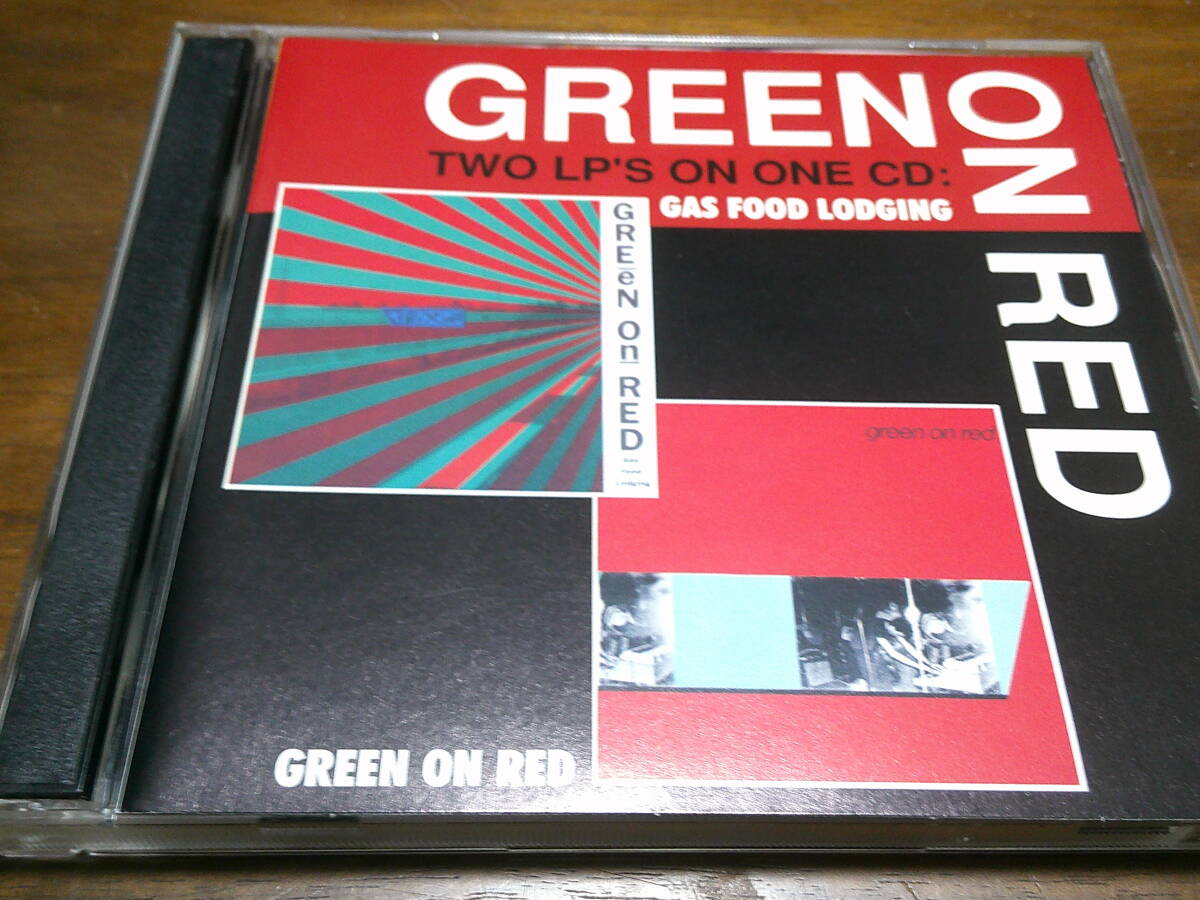 GREEN ON RED
TWO LP'S ON ONE CD:
GAS FOOD LODGING
GREeN On RED
green on red
GREEN ON RED